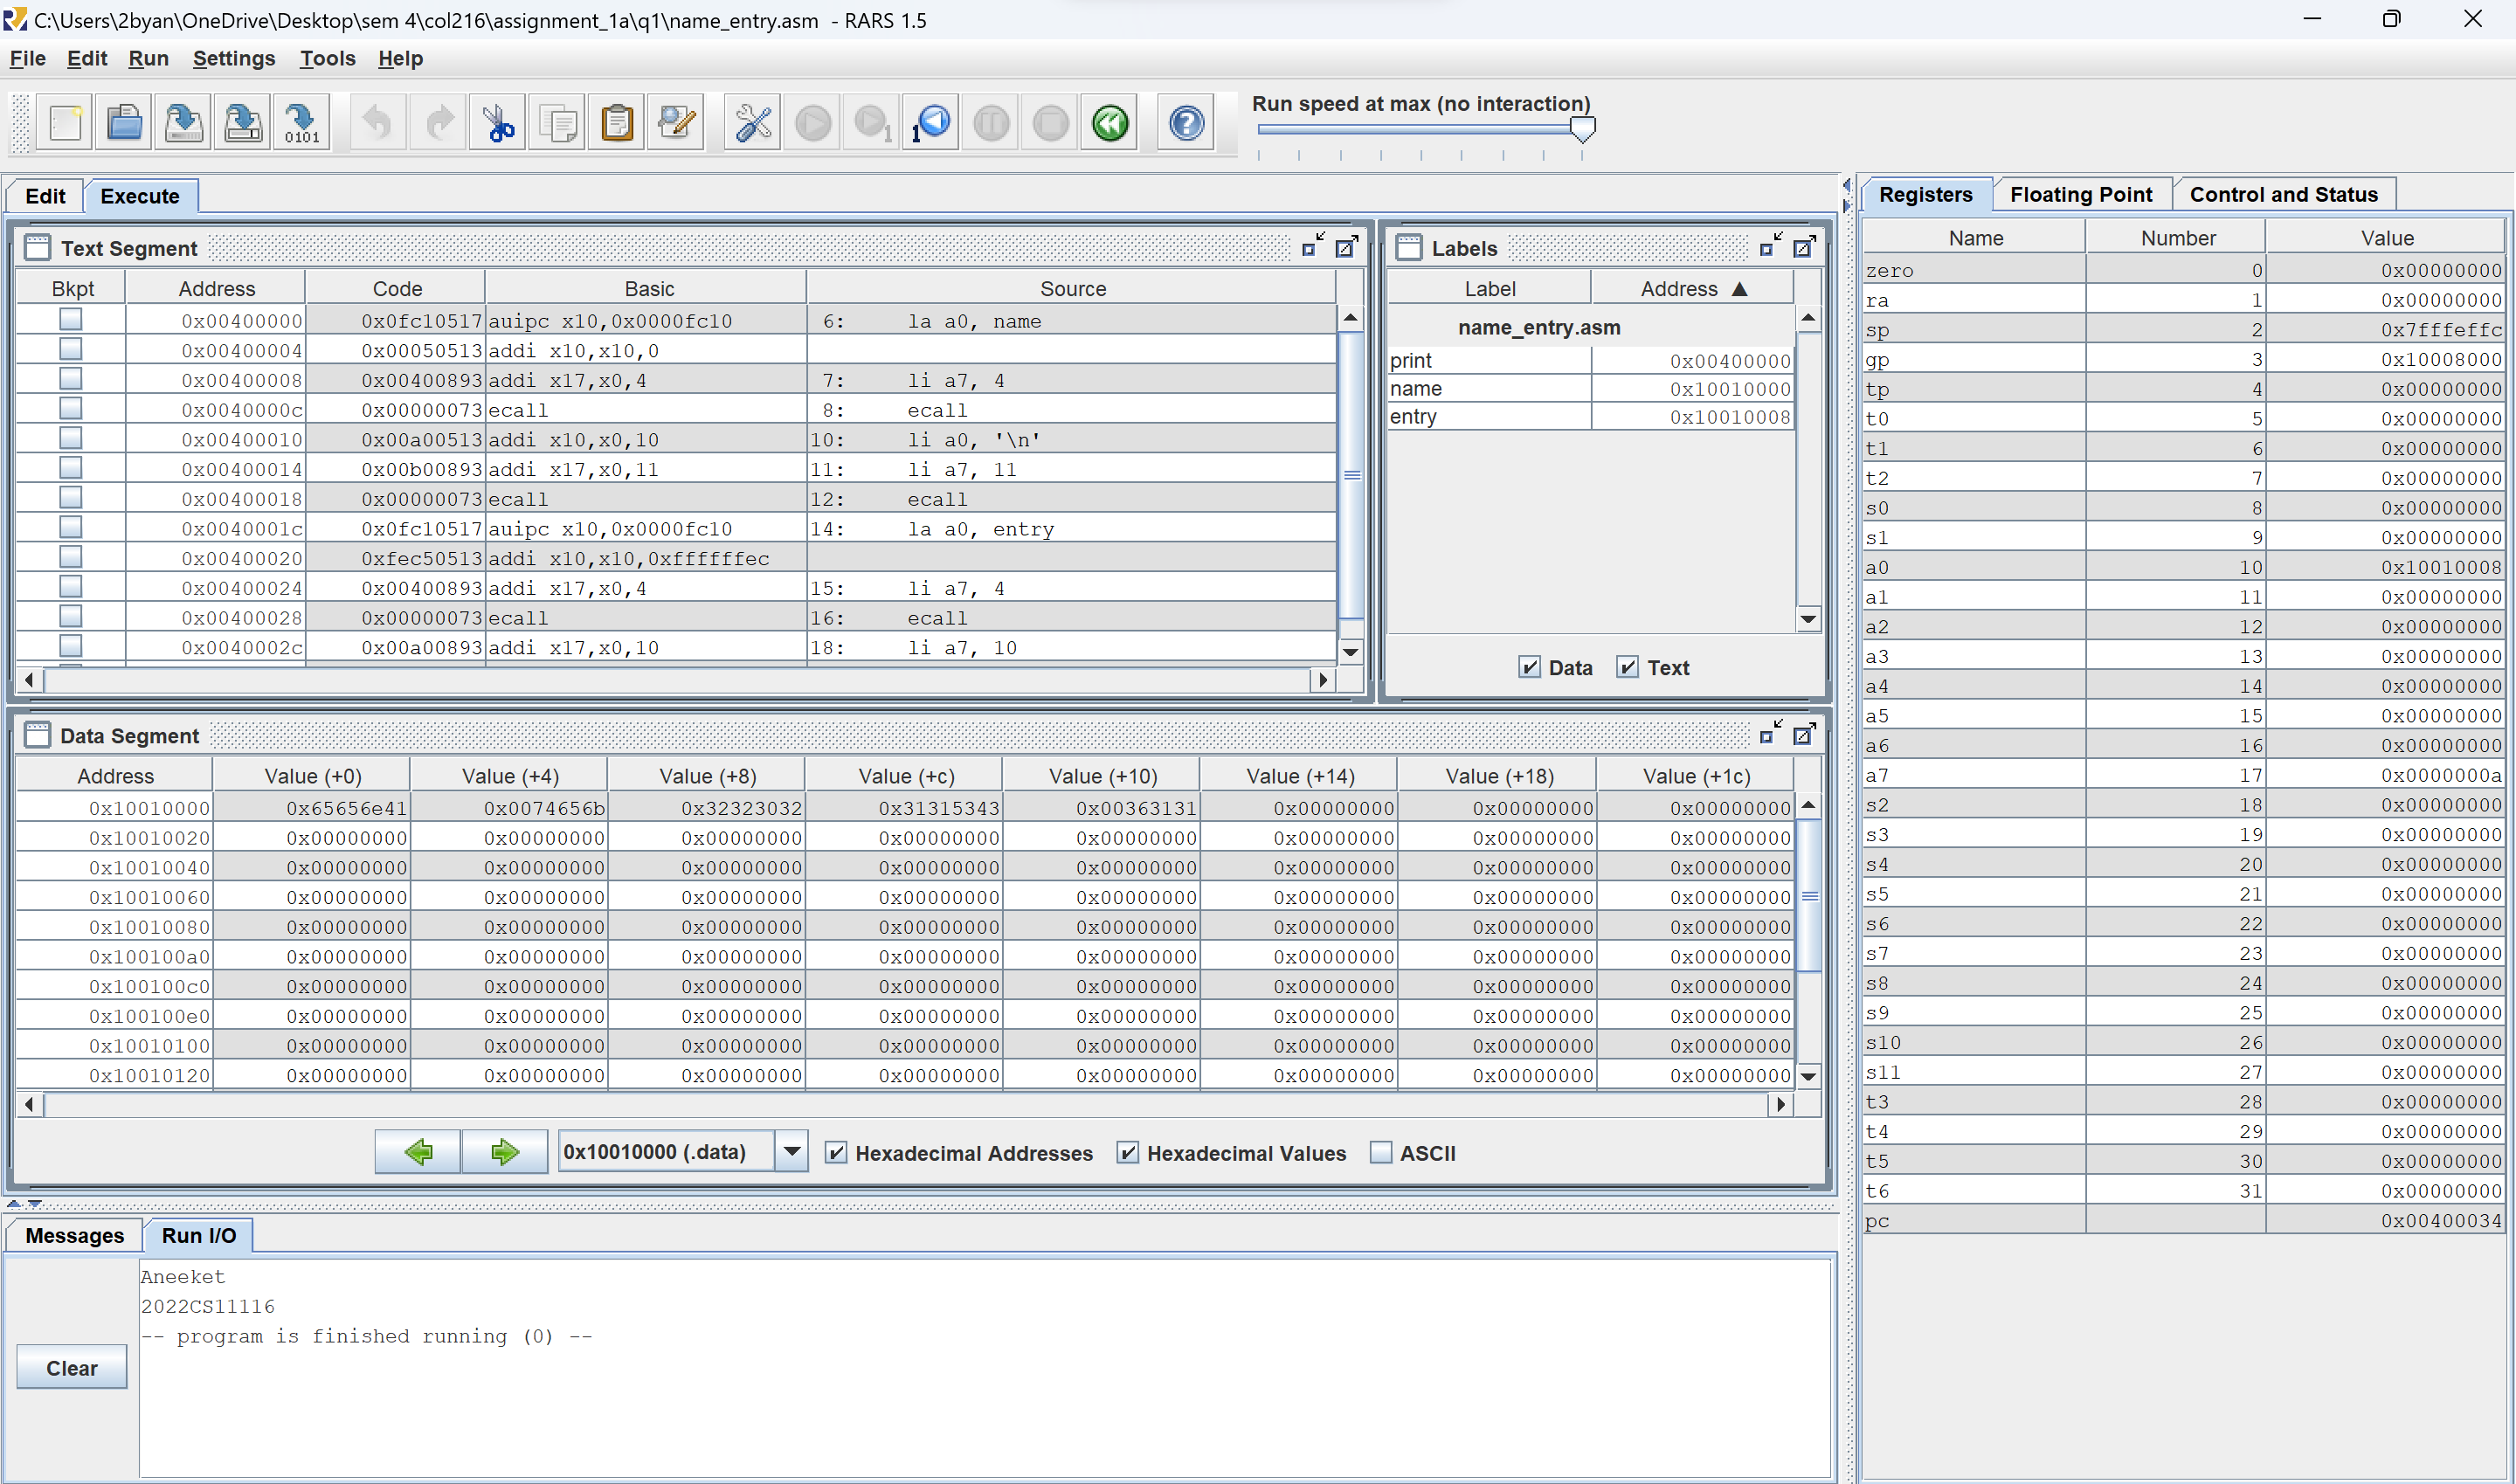 C:\Users\2byan\OneDrive\Desktop\sem 4\col216\assignment_1a\q1\name_entry.asm - RARS 1.5
File Edit Run Settings Tools Help
0101 1 1 Run speed at max (no interaction)
Edit Execute
Text Segment
Bkpt Address Code Basic Source
0x00400000 0x0fc10517 auipc x10,0x0000fc10 6: la a0, name
0x00400004 0x00050513 addi x10,x10,0
0x00400008 0x00400893 addi x17,x0,4 7: li a7, 4
0x0040000c 0x00000073 ecall 8: ecall
0x00400010 0x00a00513 addi x10,x0,10 10: li a0, '\n'
0x00400014 0x00b00893 addi x17,x0,11 11: li a7, 11
0x00400018 0x00000073 ecall 12: ecall
0x0040001c 0x0fc10517 auipc x10,0x0000fc10 14: la a0, entry
0x00400020 0xfec50513 addi x10,x10,0xffffffec
0x00400024 0x00400893 addi x17,x0,4 15: li a7, 4
0x00400028 0x00000073 ecall 16: ecall
0x0040002c 0x00a00893 addi x17,x0,10 18: li a7, 10
Labels
Label Address ▲
name_entry.asm
print 0x00400000
name 0x10010000
entry 0x10010008
Data Text
Data Segment
Address Value (+0) Value (+4) Value (+8) Value (+c) Value (+10) Value (+14) Value (+18) Value (+1c)
0x10010000 0x65656e41 0x0074656b 0x32323032 0x31315343 0x00363131 0x00000000 0x00000000 0x00000000
0x10010020 0x00000000 0x00000000 0x00000000 0x00000000 0x00000000 0x00000000 0x00000000 0x00000000
0x10010040 0x00000000 0x00000000 0x00000000 0x00000000 0x00000000 0x00000000 0x00000000 0x00000000
0x10010060 0x00000000 0x00000000 0x00000000 0x00000000 0x00000000 0x00000000 0x00000000 0x00000000
0x10010080 0x00000000 0x00000000 0x00000000 0x00000000 0x00000000 0x00000000 0x00000000 0x00000000
0x100100a0 0x00000000 0x00000000 0x00000000 0x00000000 0x00000000 0x00000000 0x00000000 0x00000000
0x100100c0 0x00000000 0x00000000 0x00000000 0x00000000 0x00000000 0x00000000 0x00000000 0x00000000
0x100100e0 0x00000000 0x00000000 0x00000000 0x00000000 0x00000000 0x00000000 0x00000000 0x00000000
0x10010100 0x00000000 0x00000000 0x00000000 0x00000000 0x00000000 0x00000000 0x00000000 0x00000000
0x10010120 0x00000000 0x00000000 0x00000000 0x00000000 0x00000000 0x00000000 0x00000000 0x00000000
0x10010000 (.data) Hexadecimal Addresses Hexadecimal Values ASCII
Messages Run I/O
Aneeket
2022CS11116
-- program is finished running (0) --
Clear
Registers Floating Point Control and Status
Name Number Value
zero 0 0x00000000
ra 1 0x00000000
sp 2 0x7fffeffc
gp 3 0x10008000
tp 4 0x00000000
t0 5 0x00000000
t1 6 0x00000000
t2 7 0x00000000
s0 8 0x00000000
s1 9 0x00000000
a0 10 0x10010008
a1 11 0x00000000
a2 12 0x00000000
a3 13 0x00000000
a4 14 0x00000000
a5 15 0x00000000
a6 16 0x00000000
a7 17 0x0000000a
s2 18 0x00000000
s3 19 0x00000000
s4 20 0x00000000
s5 21 0x00000000
s6 22 0x00000000
s7 23 0x00000000
s8 24 0x00000000
s9 25 0x00000000
s10 26 0x00000000
s11 27 0x00000000
t3 28 0x00000000
t4 29 0x00000000
t5 30 0x00000000
t6 31 0x00000000
pc 0x00400034